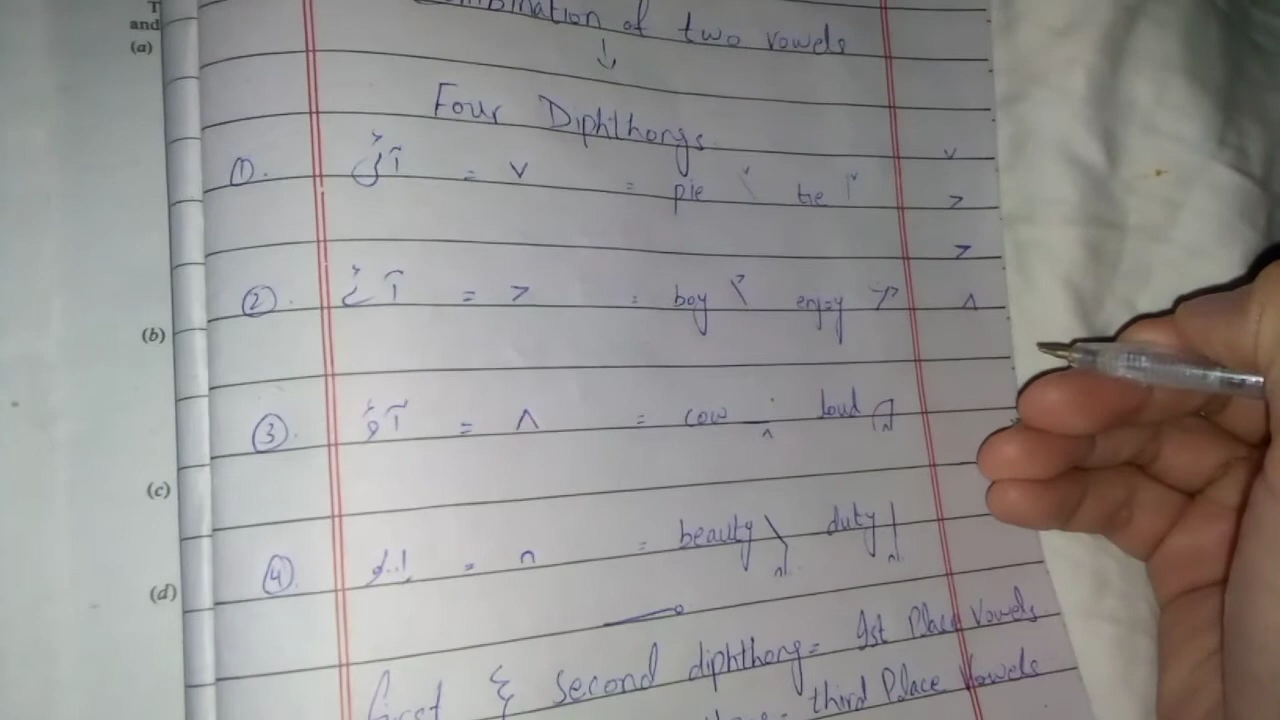 T
and
(a)
of two vowels
↓
Four Diphthongs
①. = v = pie tie v
>
>
②. = > = boy enjoy ^
(b)
③. = ^ = cow loud
(c)
④. = n = beauty duty
(d)
first & second diphthong = 1st Place vowels
third Place vowels